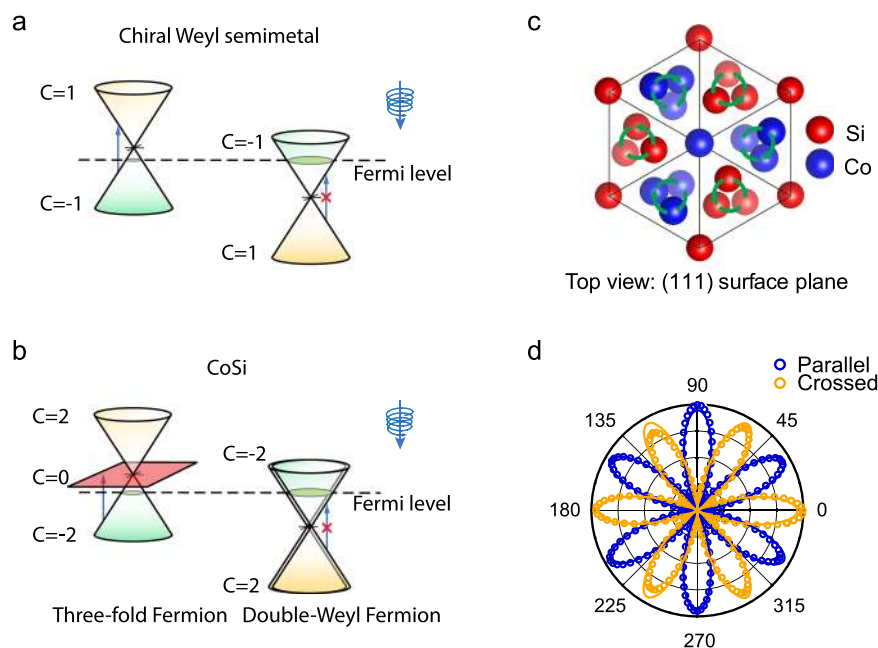 a
Chiral Weyl semimetal
C=1
C=-1
C=-1
Fermi level
C=1
b
CoSi
C=2
C=0
C=-2
C=-2
Fermi level
C=2
Three-fold Fermion
Double-Weyl Fermion
c
Si
Co
Top view: (111) surface plane
d
Parallel
Crossed
90
135
45
180
0
225
315
270